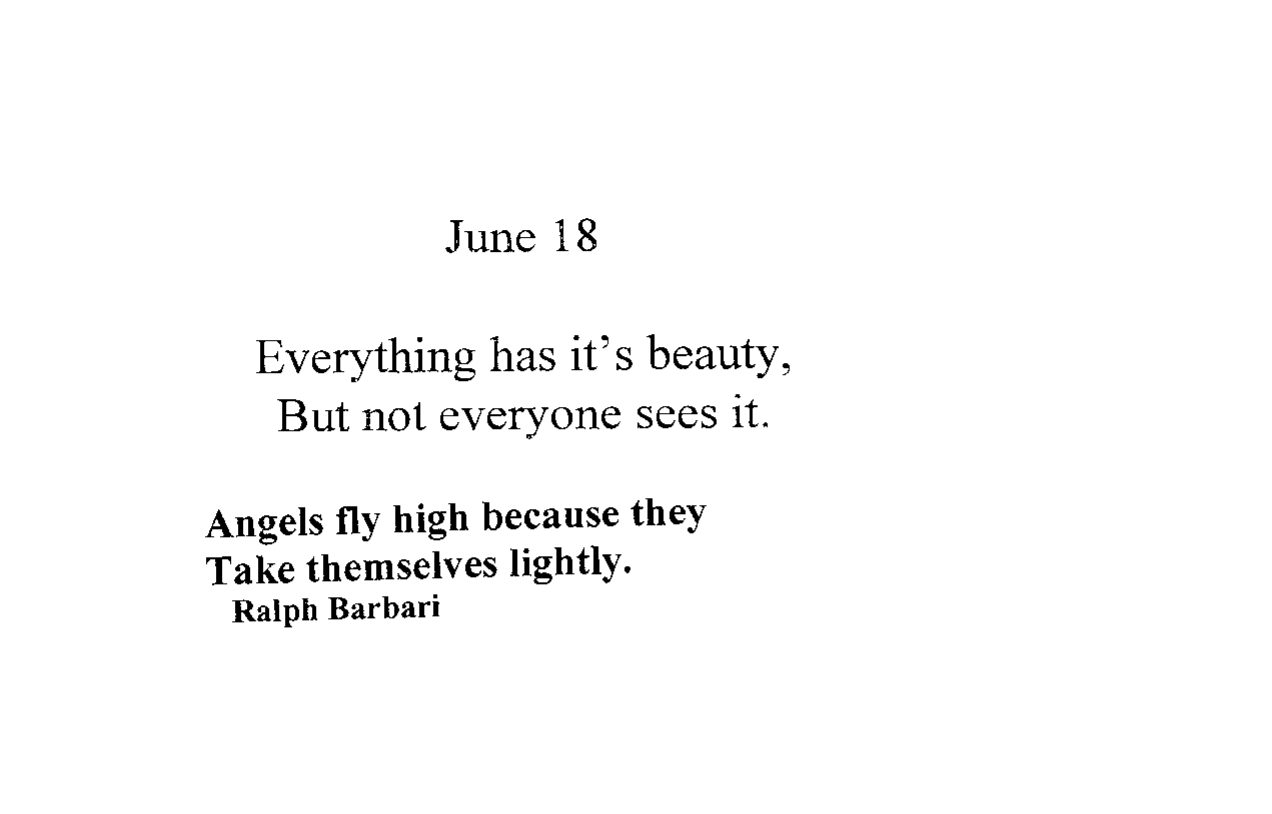 June 18
Everything has it's beauty,
But not everyone sees it.
Angels fly high because they
Take themselves lightly.
Ralph Barbari